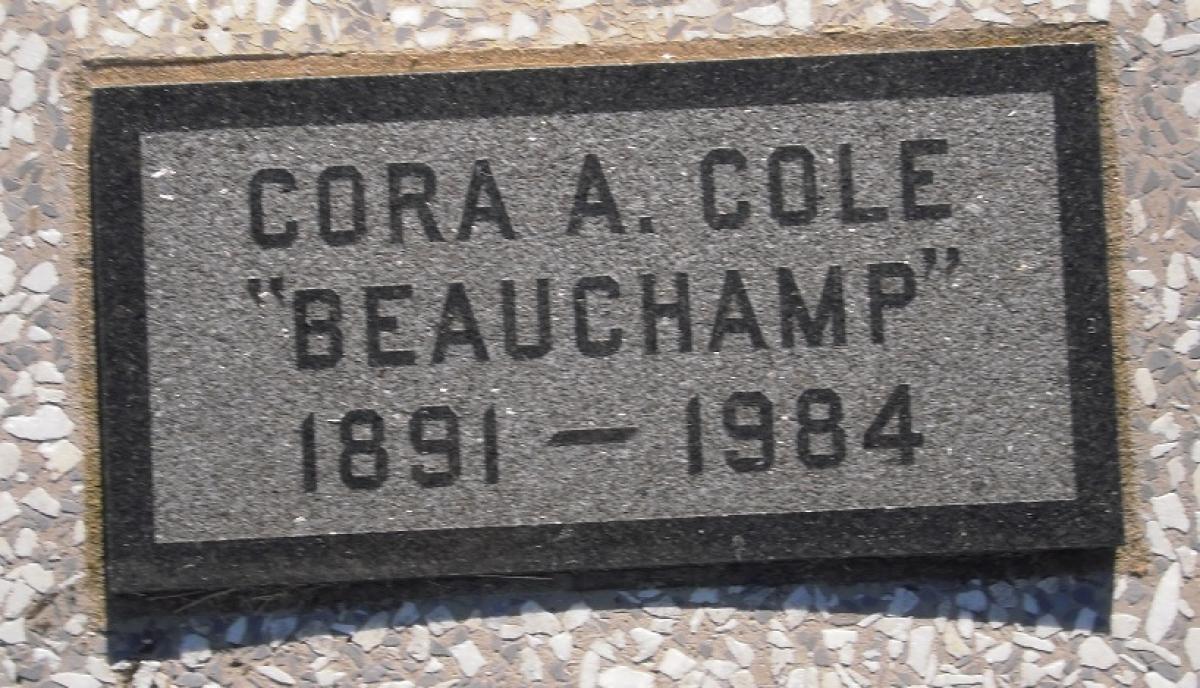 CORA A. COLE
"BEAUCHAMP"
1891 — 1984